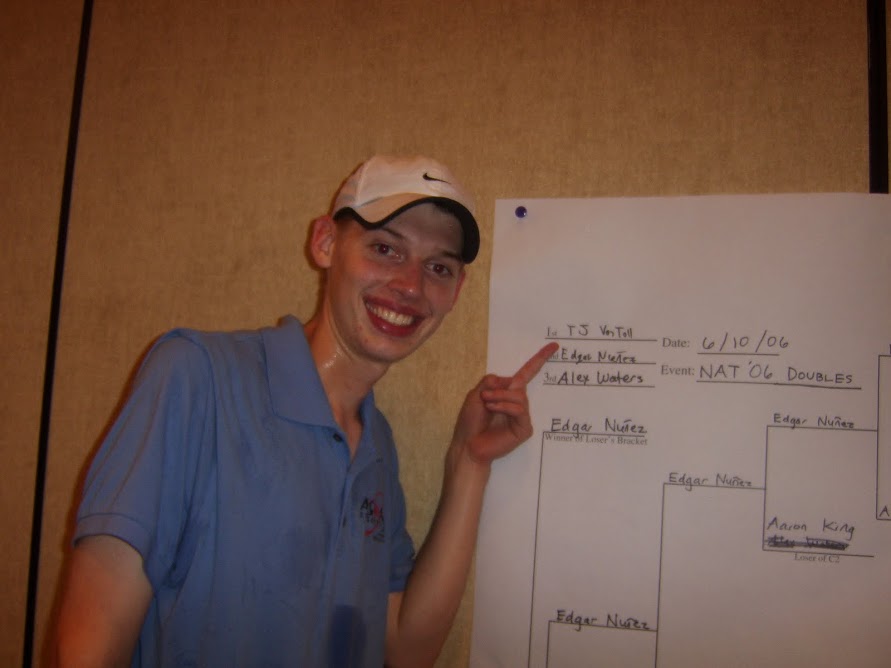 1st TJ VanToll
Date: 6/10/06
2nd Edgar Nuñez
3rd Alex Waters
Event: NAT '06 DOUBLES
Edgar Nuñez
Winner of Loser's Bracket
Edgar Nuñez
Edgar Nuñez
Aaron King
Loser of C2
Edgar Nuñez
A